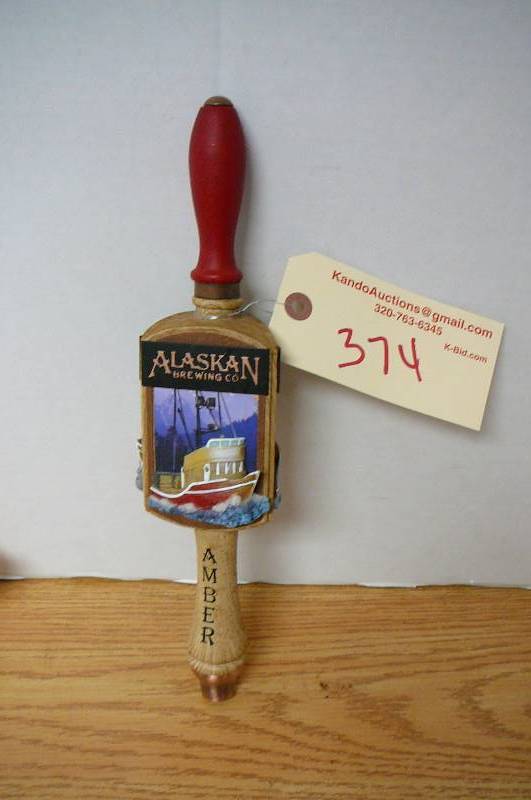 KandoAuctions@gmail.com
320-763-6345
K-Bid.com
374
ALASKAN
BREWING CO
AMBER